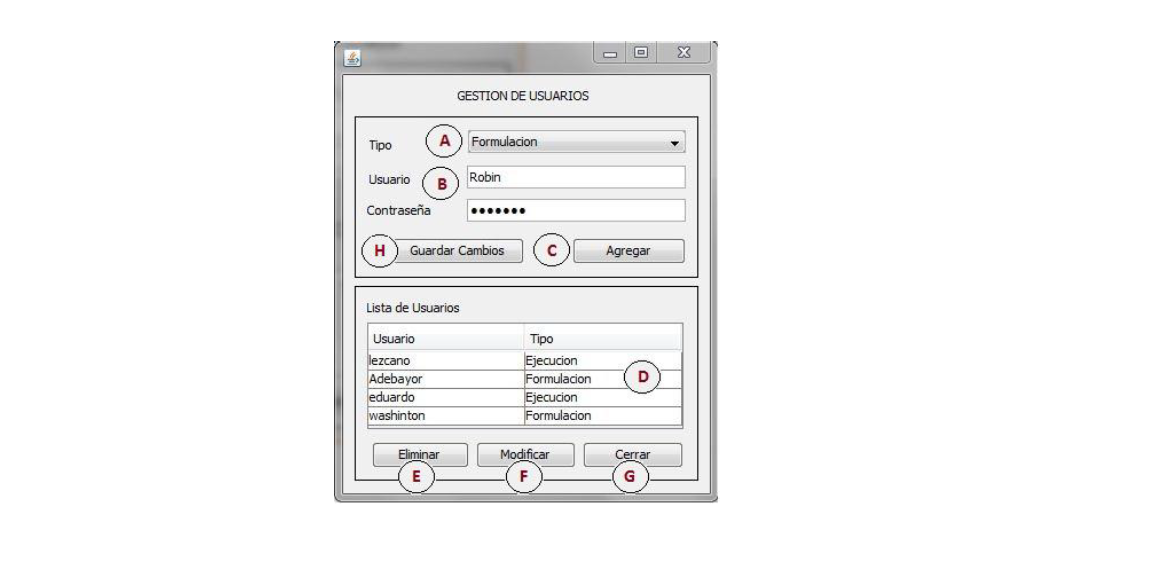 GESTION DE USUARIOS
Tipo A Formulacion
Usuario B Robin
Contraseña •••••••
H Guardar Cambios C Agregar
Lista de Usuarios
Usuario Tipo
lezcano Ejecucion
Adebayor Formulacion D
eduardo Ejecucion
washinton Formulacion
Eliminar Modificar Cerrar
E F G